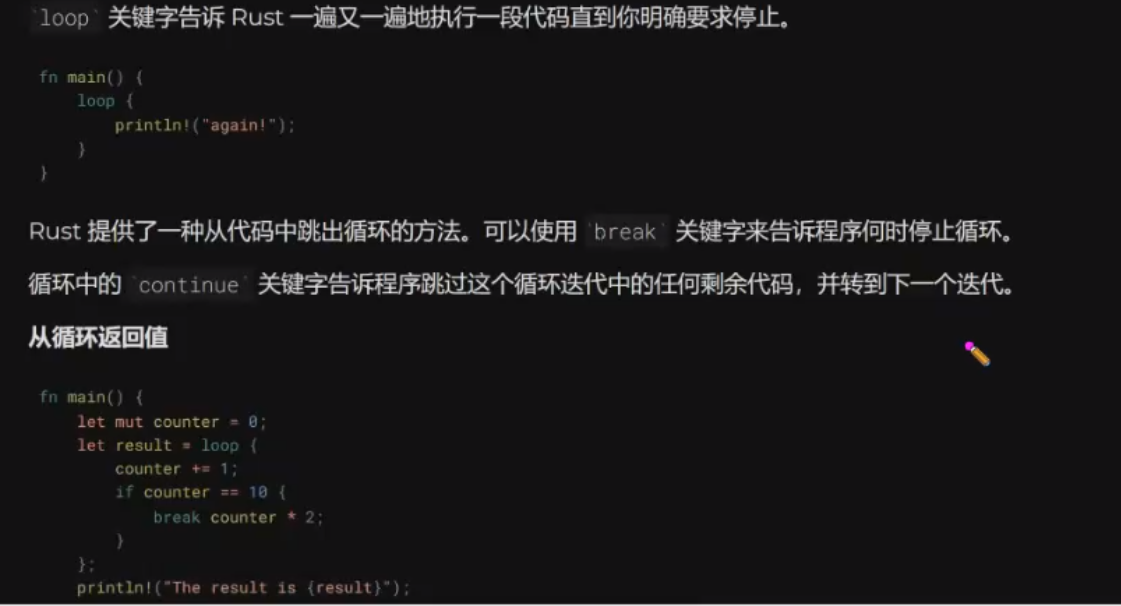 `loop` 关键字告诉 Rust 一遍又一遍地执行一段代码直到你明确要求停止。
fn main() {
    loop {
        println!("again!");
    }
}
Rust 提供了一种从代码中跳出循环的方法。可以使用 `break` 关键字来告诉程序何时停止循环。
循环中的 `continue` 关键字告诉程序跳过这个循环迭代中的任何剩余代码，并转到下一个迭代。
从循环返回值
fn main() {
    let mut counter = 0;
    let result = loop {
        counter += 1;
        if counter == 10 {
            break counter * 2;
        }
    };
    println!("The result is {result}");